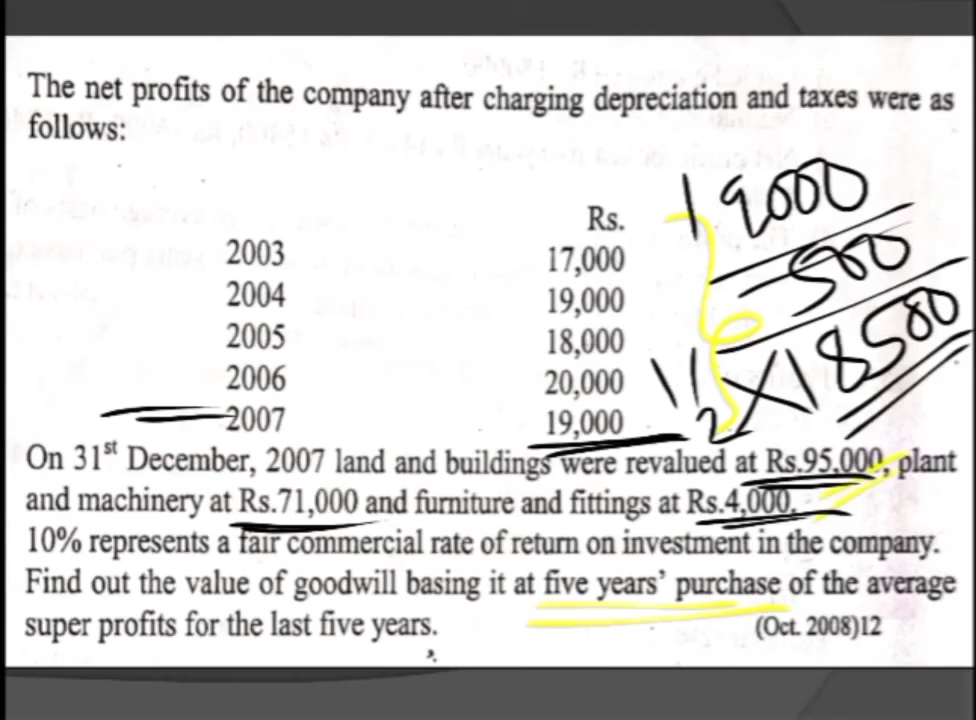 The net profits of the company after charging depreciation and taxes were as
follows:
Rs.
2003 17,000
2004 19,000
2005 18,000
2006 20,000
2007 19,000
19000
500
1/2 X 18500
On 31st December, 2007 land and buildings were revalued at Rs.95,000, plant
and machinery at Rs.71,000 and furniture and fittings at Rs.4,000.
10% represents a fair commercial rate of return on investment in the company.
Find out the value of goodwill basing it at five years' purchase of the average
super profits for the last five years. (Oct. 2008)12